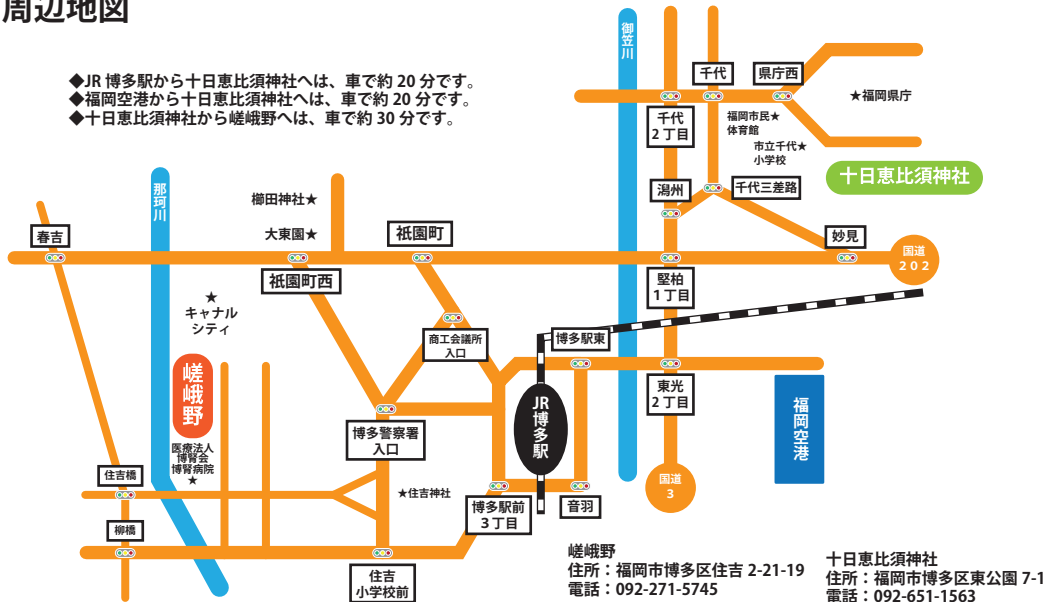 周辺地図
◆JR 博多駅から十日恵比須神社へは、車で約 20 分です。
◆福岡空港から十日恵比須神社へは、車で約 20 分です。
◆十日恵比須神社から嵯峨野へは、車で約 30 分です。
御笠川
千代
県庁西
★福岡県庁
千代
2 丁目
福岡市民★
体育館
市立千代★
小学校
十日恵比須神社
潟州
千代三差路
那珂川
櫛田神社★
大東園★
春吉
祇園町
妙見
国道
202
祇園町西
堅柏
1 丁目
★
キャナル
シティ
商工会議所
入口
博多駅東
嵯峨野
東光
2 丁目
福岡空港
JR博多駅
博多警察署
入口
医療法人
博腎会
博腎病院
★
住吉橋
★住吉神社
博多駅前
3 丁目
音羽
国道
3
柳橋
住吉
小学校前
嵯峨野
住所：福岡市博多区住吉 2-21-19
電話：092-271-5745
十日恵比須神社
住所：福岡市博多区東公園 7-1
電話：092-651-1563